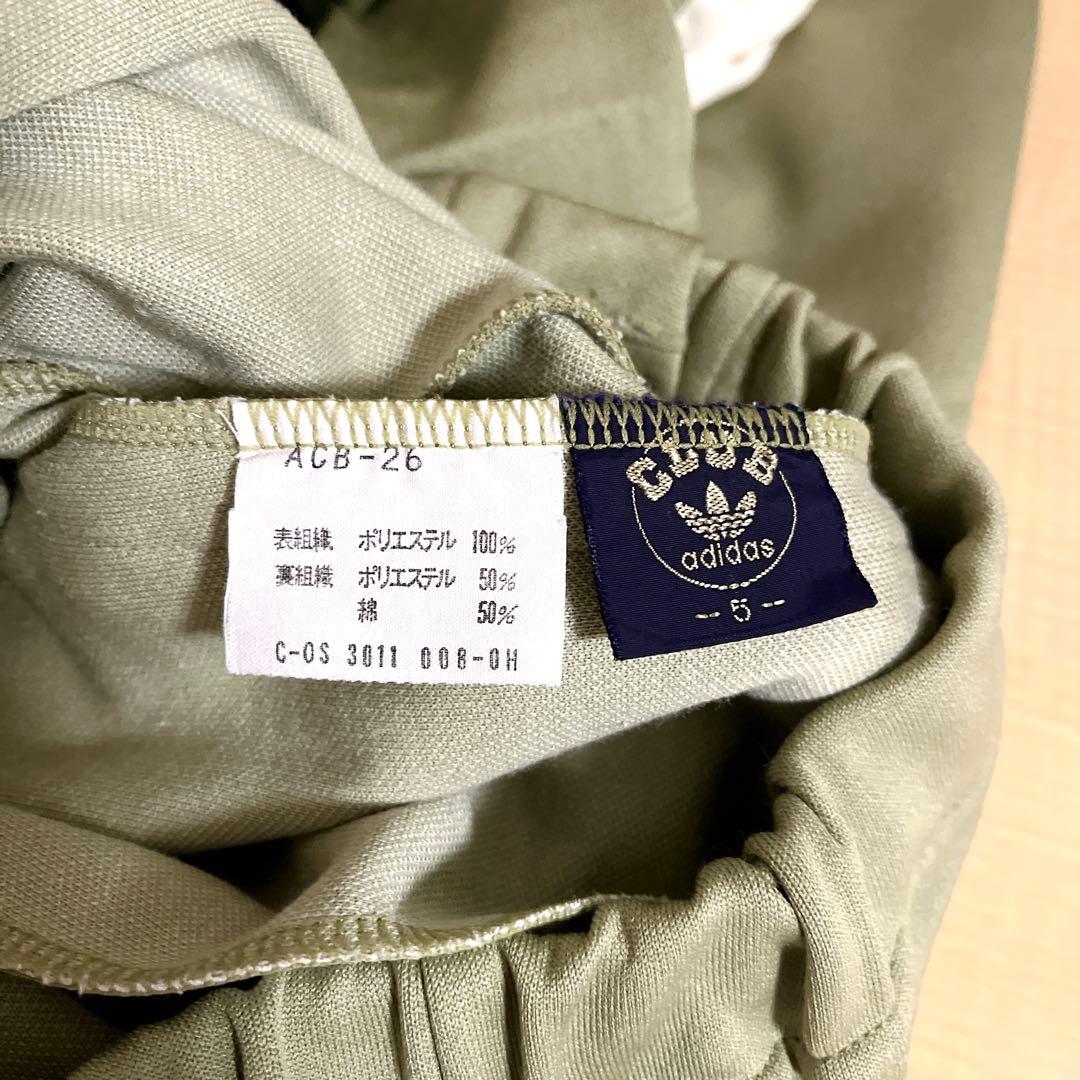 ACB-26
表組織 ポリエステル 100%
裏組織 ポリエステル 50%
綿 50%
C-OS 3011 008-0H
CLUB
adidas
- 5 -